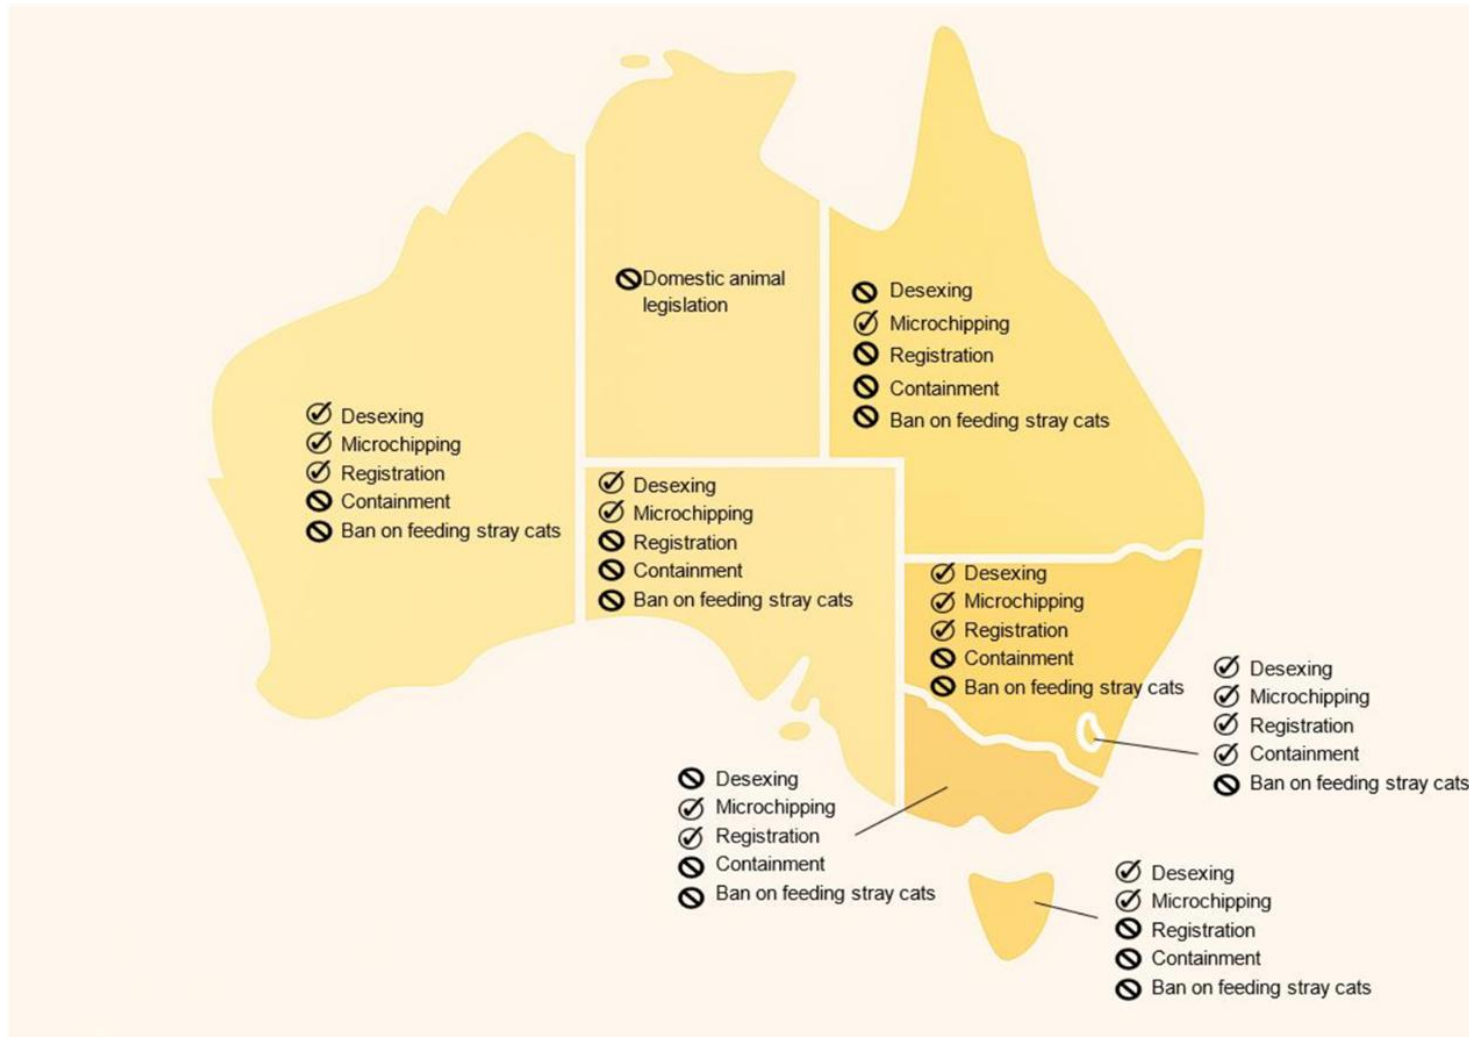 Domestic animal
legislation
Desexing
Microchipping
Registration
Containment
Ban on feeding stray cats
Desexing
Microchipping
Registration
Containment
Ban on feeding stray cats
Desexing
Microchipping
Registration
Containment
Ban on feeding stray cats
Desexing
Microchipping
Registration
Containment
Ban on feeding stray cats
Desexing
Microchipping
Registration
Containment
Ban on feeding stray cats
Desexing
Microchipping
Registration
Containment
Ban on feeding stray cats
Desexing
Microchipping
Registration
Containment
Ban on feeding stray cats